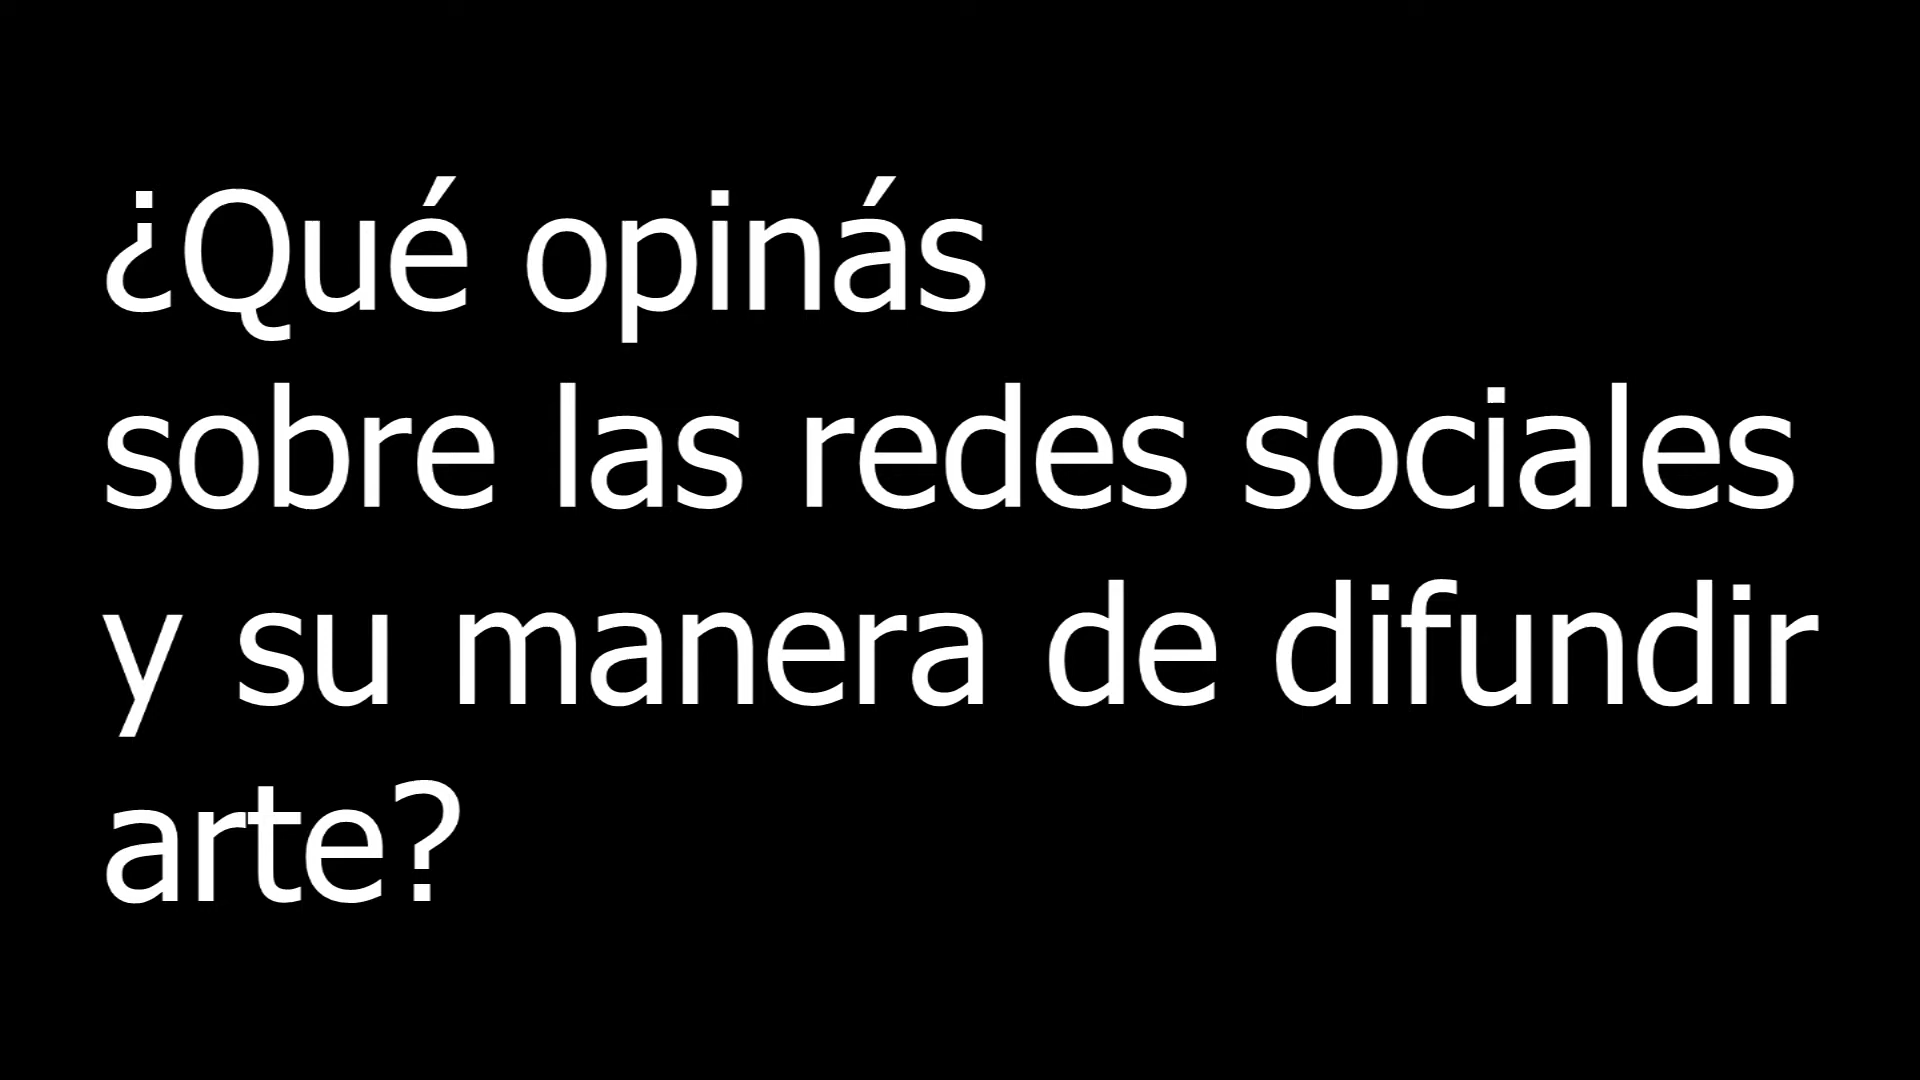 ¿Qué opinás
sobre las redes sociales
y su manera de difundir
arte?